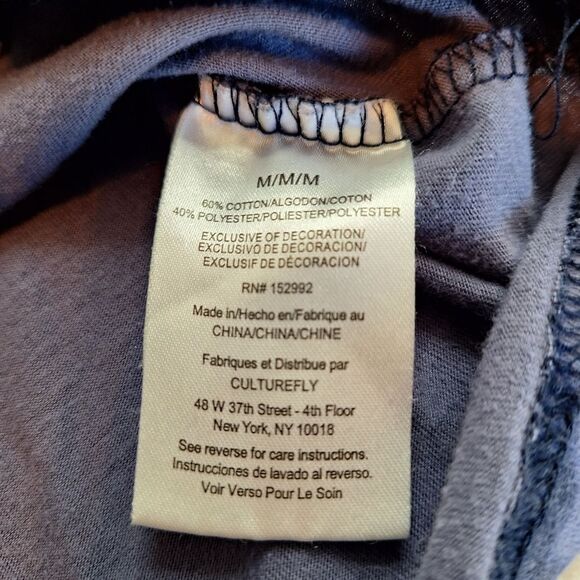 M/M/M
60% COTTON/ALGODON/COTON
40% POLYESTER/POLIESTER/POLYESTER
EXCLUSIVE OF DECORATION/
EXCLUSIVO DE DECORACION/
EXCLUSIF DE DÉCORACION
RN# 152992
Made in/Hecho en/Fabrique au
CHINA/CHINA/CHINE
Fabriques et Distribue par
CULTUREFLY
48 W 37th Street - 4th Floor
New York, NY 10018
See reverse for care instructions.
Instrucciones de lavado al reverso.
Voir Verso Pour Le Soin